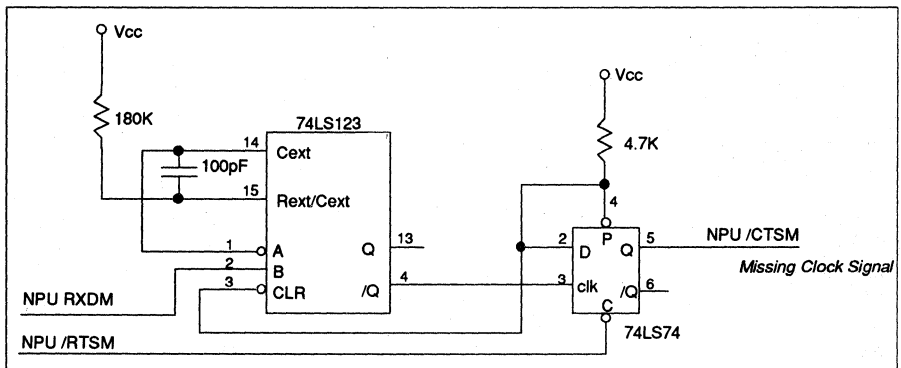 Vcc
180K
74LS123
14
Cext
100pF
15
Rext/Cext
1
A
Q
13
2
B
3
CLR
/Q
4
NPU RXDM
NPU /RTSM
Vcc
4.7K
4
P
2
D
Q
5
NPU /CTSM
Missing Clock Signal
3
clk
/Q
6
C
74LS74